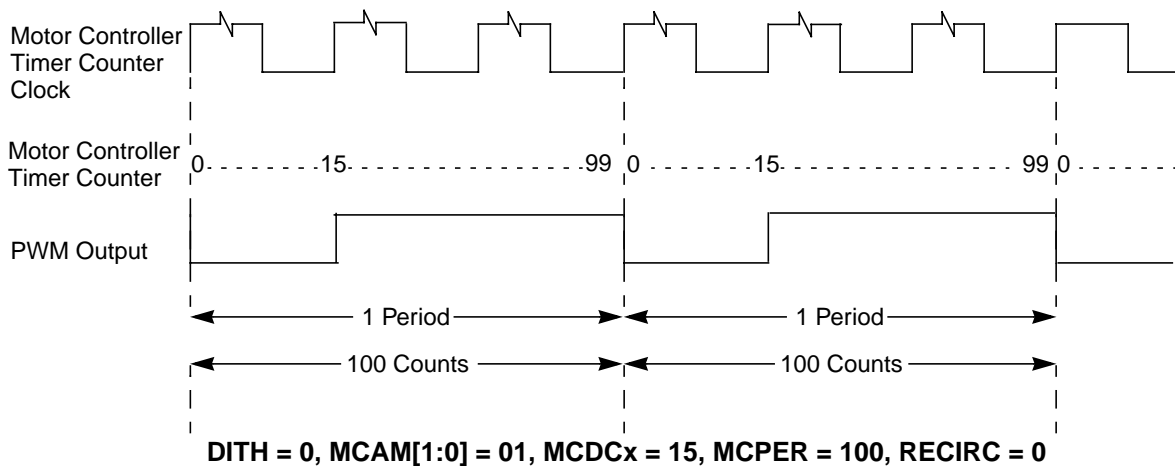 Motor Controller
Timer Counter
Clock
Motor Controller
Timer Counter
0 15 99 0 15 99 0
PWM Output
1 Period 1 Period
100 Counts 100 Counts
DITH = 0, MCAM[1:0] = 01, MCDCx = 15, MCPER = 100, RECIRC = 0